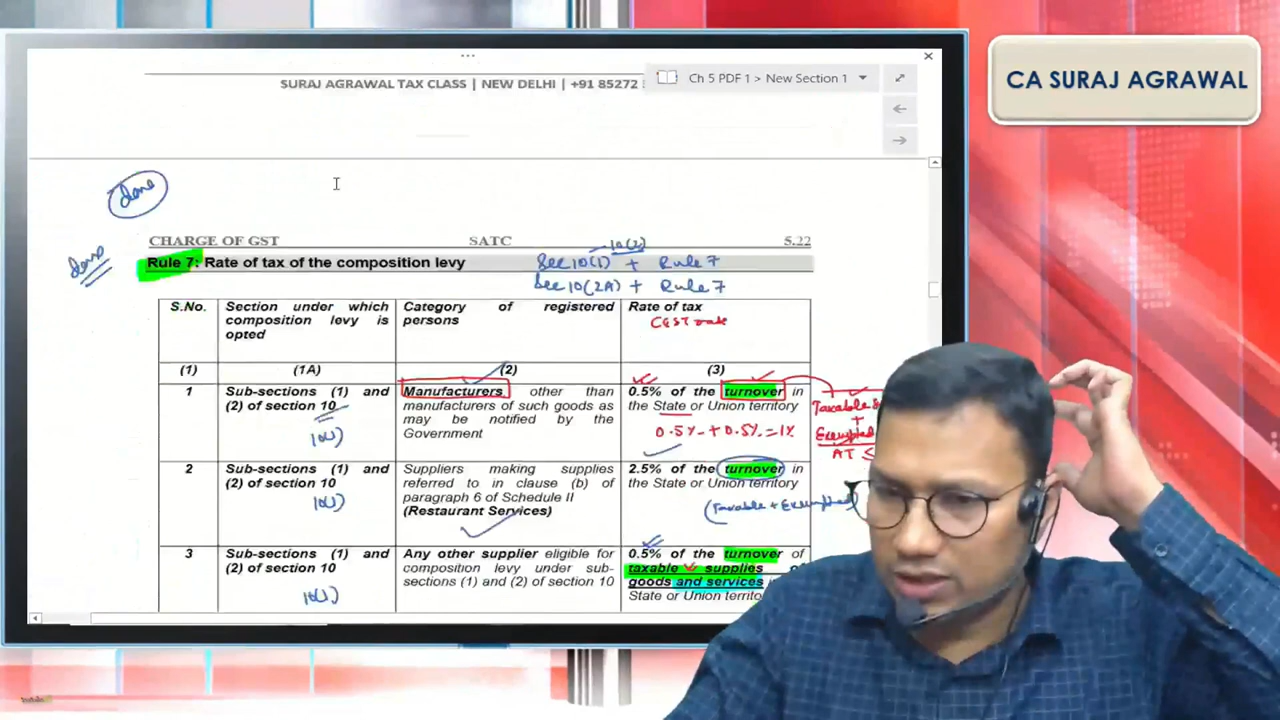 CA SURAJ AGRAWAL
SURAJ AGRAWAL TAX CLASS | NEW DELHI | +91 85272
Ch 5 PDF 1 > New Section 1
done
done
CHARGE OF GST SATC 5.22
10(2)
Rule 7: Rate of tax of the composition levy
Sec 10(1) + Rule 7
Sec 10(2A) + Rule 7
S.No. Section under which composition levy is opted Category of registered persons Rate of tax
CGST rate
(1) (1A) (2) (3)
1 Sub-sections (1) and
(2) of section 10
10(1)
Manufacturers other than
manufacturers of such goods as
may be notified by the
Government
0.5% of the turnover in
the State or Union territory
0.5% + 0.5% = 1%
Taxable
+
Exempted
AT ≤
2 Sub-sections (1) and
(2) of section 10
10(1)
Suppliers making supplies
referred to in clause (b) of
paragraph 6 of Schedule II
(Restaurant Services)
2.5% of the turnover in
the State or Union territory
(Taxable + Exempted)
3 Sub-sections (1) and
(2) of section 10
10(1)
Any other supplier eligible for
composition levy under sub-
sections (1) and (2) of section 10
0.5% of the turnover of
taxable supplies of
goods and services in
State or Union territory